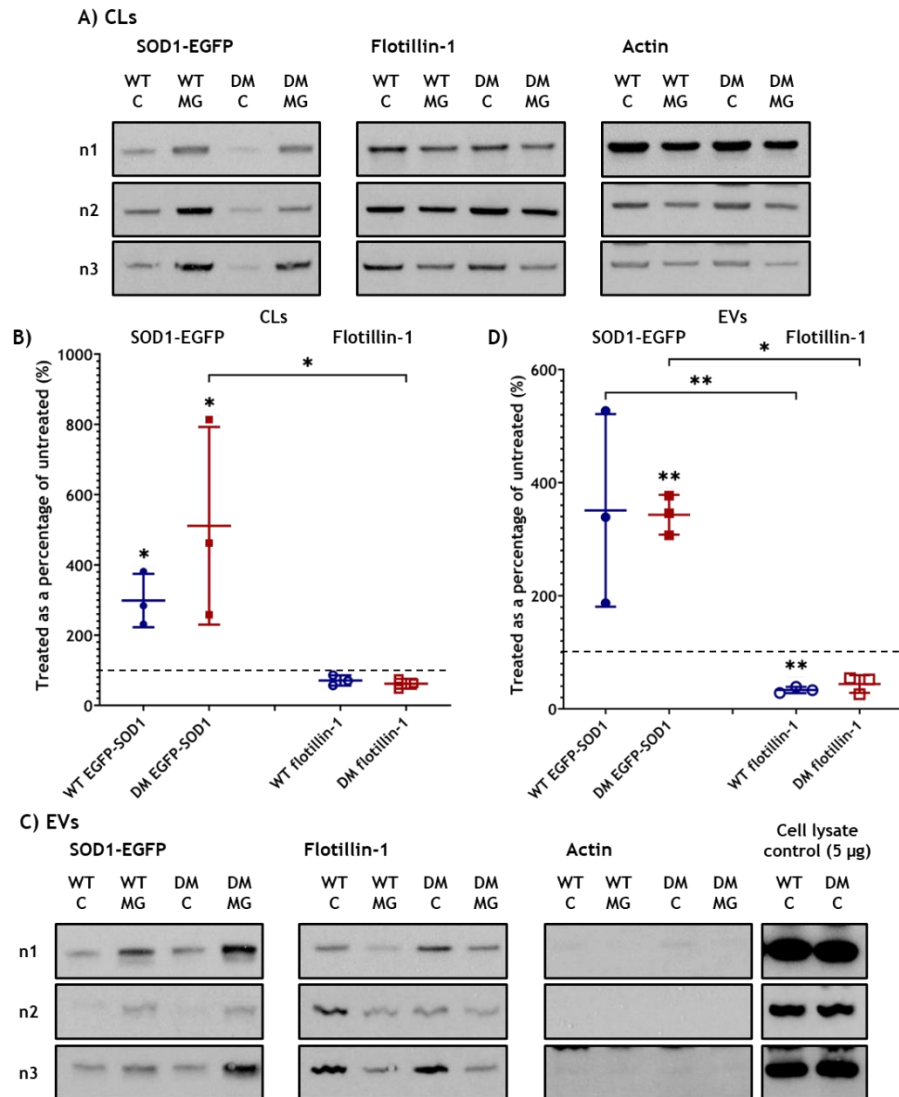 A) CLs
SOD1-EGFP Flotillin-1 Actin
WT WT DM DM WT WT DM DM WT WT DM DM
C MG C MG C MG C MG C MG C MG
n1
n2
n3
CLs
B) SOD1-EGFP Flotillin-1
*
*
*
Treated as a percentage of untreated (%)
1000
800
600
400
200
0
WT EGFP-SOD1
DM EGFP-SOD1
WT flotillin-1
DM flotillin-1
EVs
D) SOD1-EGFP Flotillin-1
*
**
**
**
Treated as a percentage of untreated (%)
600
400
200
0
WT EGFP-SOD1
DM EGFP-SOD1
WT flotillin-1
DM flotillin-1
C) EVs
SOD1-EGFP Flotillin-1 Actin Cell lysate
control (5 µg)
WT WT DM DM WT WT DM DM WT WT DM DM WT DM
C MG C MG C MG C MG C MG C MG C C
n1
n2
n3